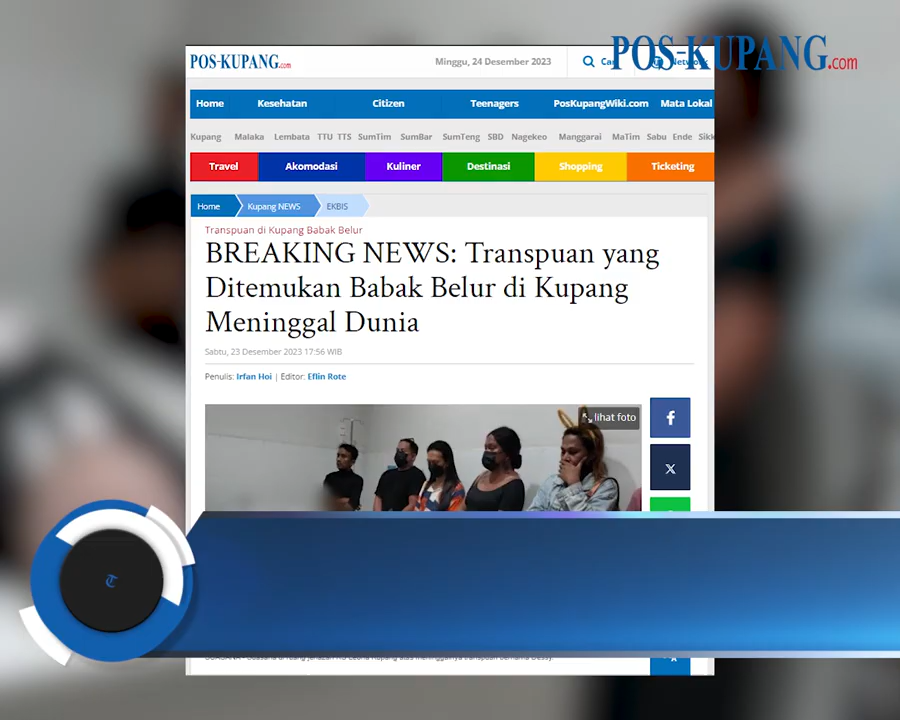 POS-KUPANG.com
POS-KUPANG.com
Minggu, 24 Desember 2023
Home Kesehatan Citizen Teenagers PosKupangWiki.com Mata Lokal
Kupang Malaka Lembata TTU TTS SumTim SumBar SumTeng SBD Nagekeo Manggarai MaTim Sabu Ende Sikk
Travel Akomodasi Kuliner Destinasi Shopping Ticketing
Home Kupang NEWS EKBIS
Transpuan di Kupang Babak Belur
BREAKING NEWS: Transpuan yang
Ditemukan Babak Belur di Kupang
Meninggal Dunia
Sabtu, 23 Desember 2023 17:56 WIB
Penulis: Irfan Hoi | Editor: Eflin Rote
lihat foto